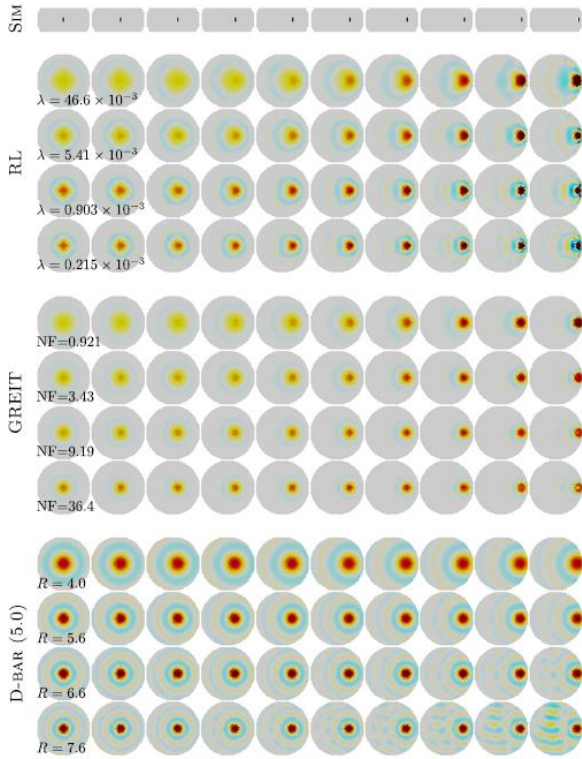 SIM
RL
λ = 46.6 × 10⁻³
λ = 5.41 × 10⁻³
λ = 0.903 × 10⁻³
λ = 0.215 × 10⁻³
GREIT
NF=0.921
NF=3.43
NF=9.19
NF=36.4
D-BAR (5.0)
R = 4.0
R = 5.6
R = 6.6
R = 7.6